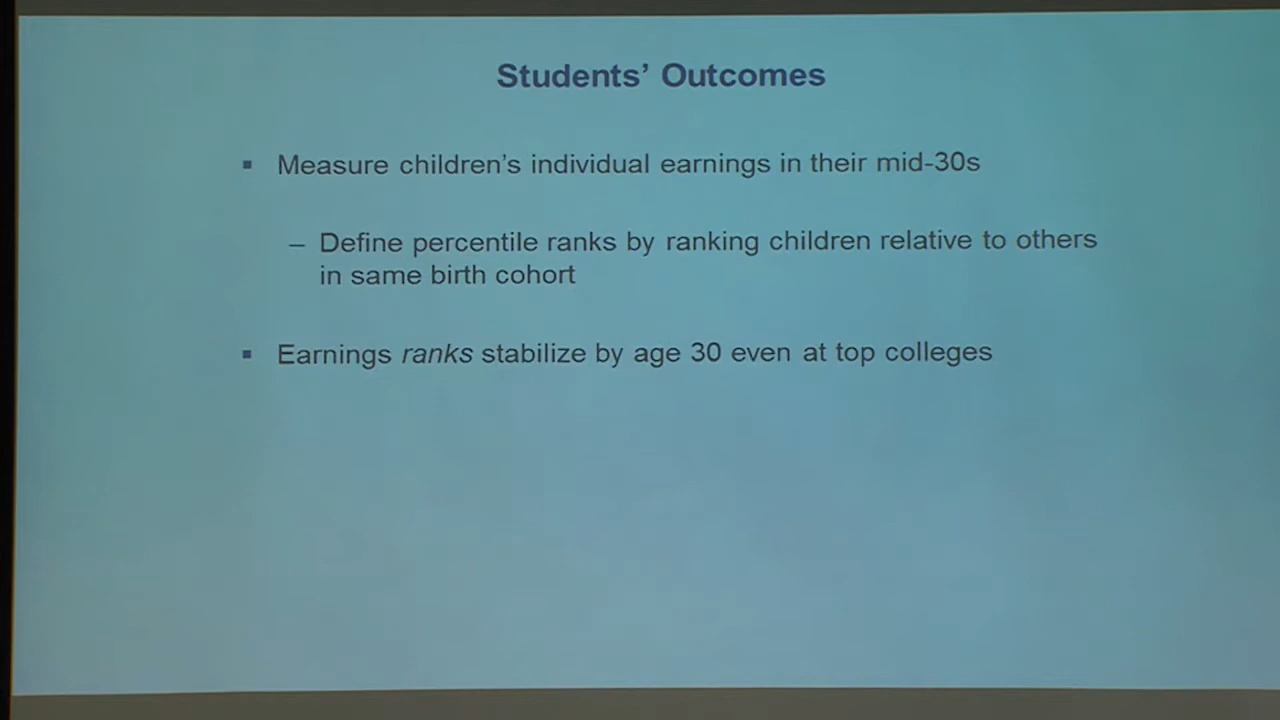 Students’ Outcomes
▪ Measure children’s individual earnings in their mid-30s
– Define percentile ranks by ranking children relative to others
in same birth cohort
▪ Earnings ranks stabilize by age 30 even at top colleges